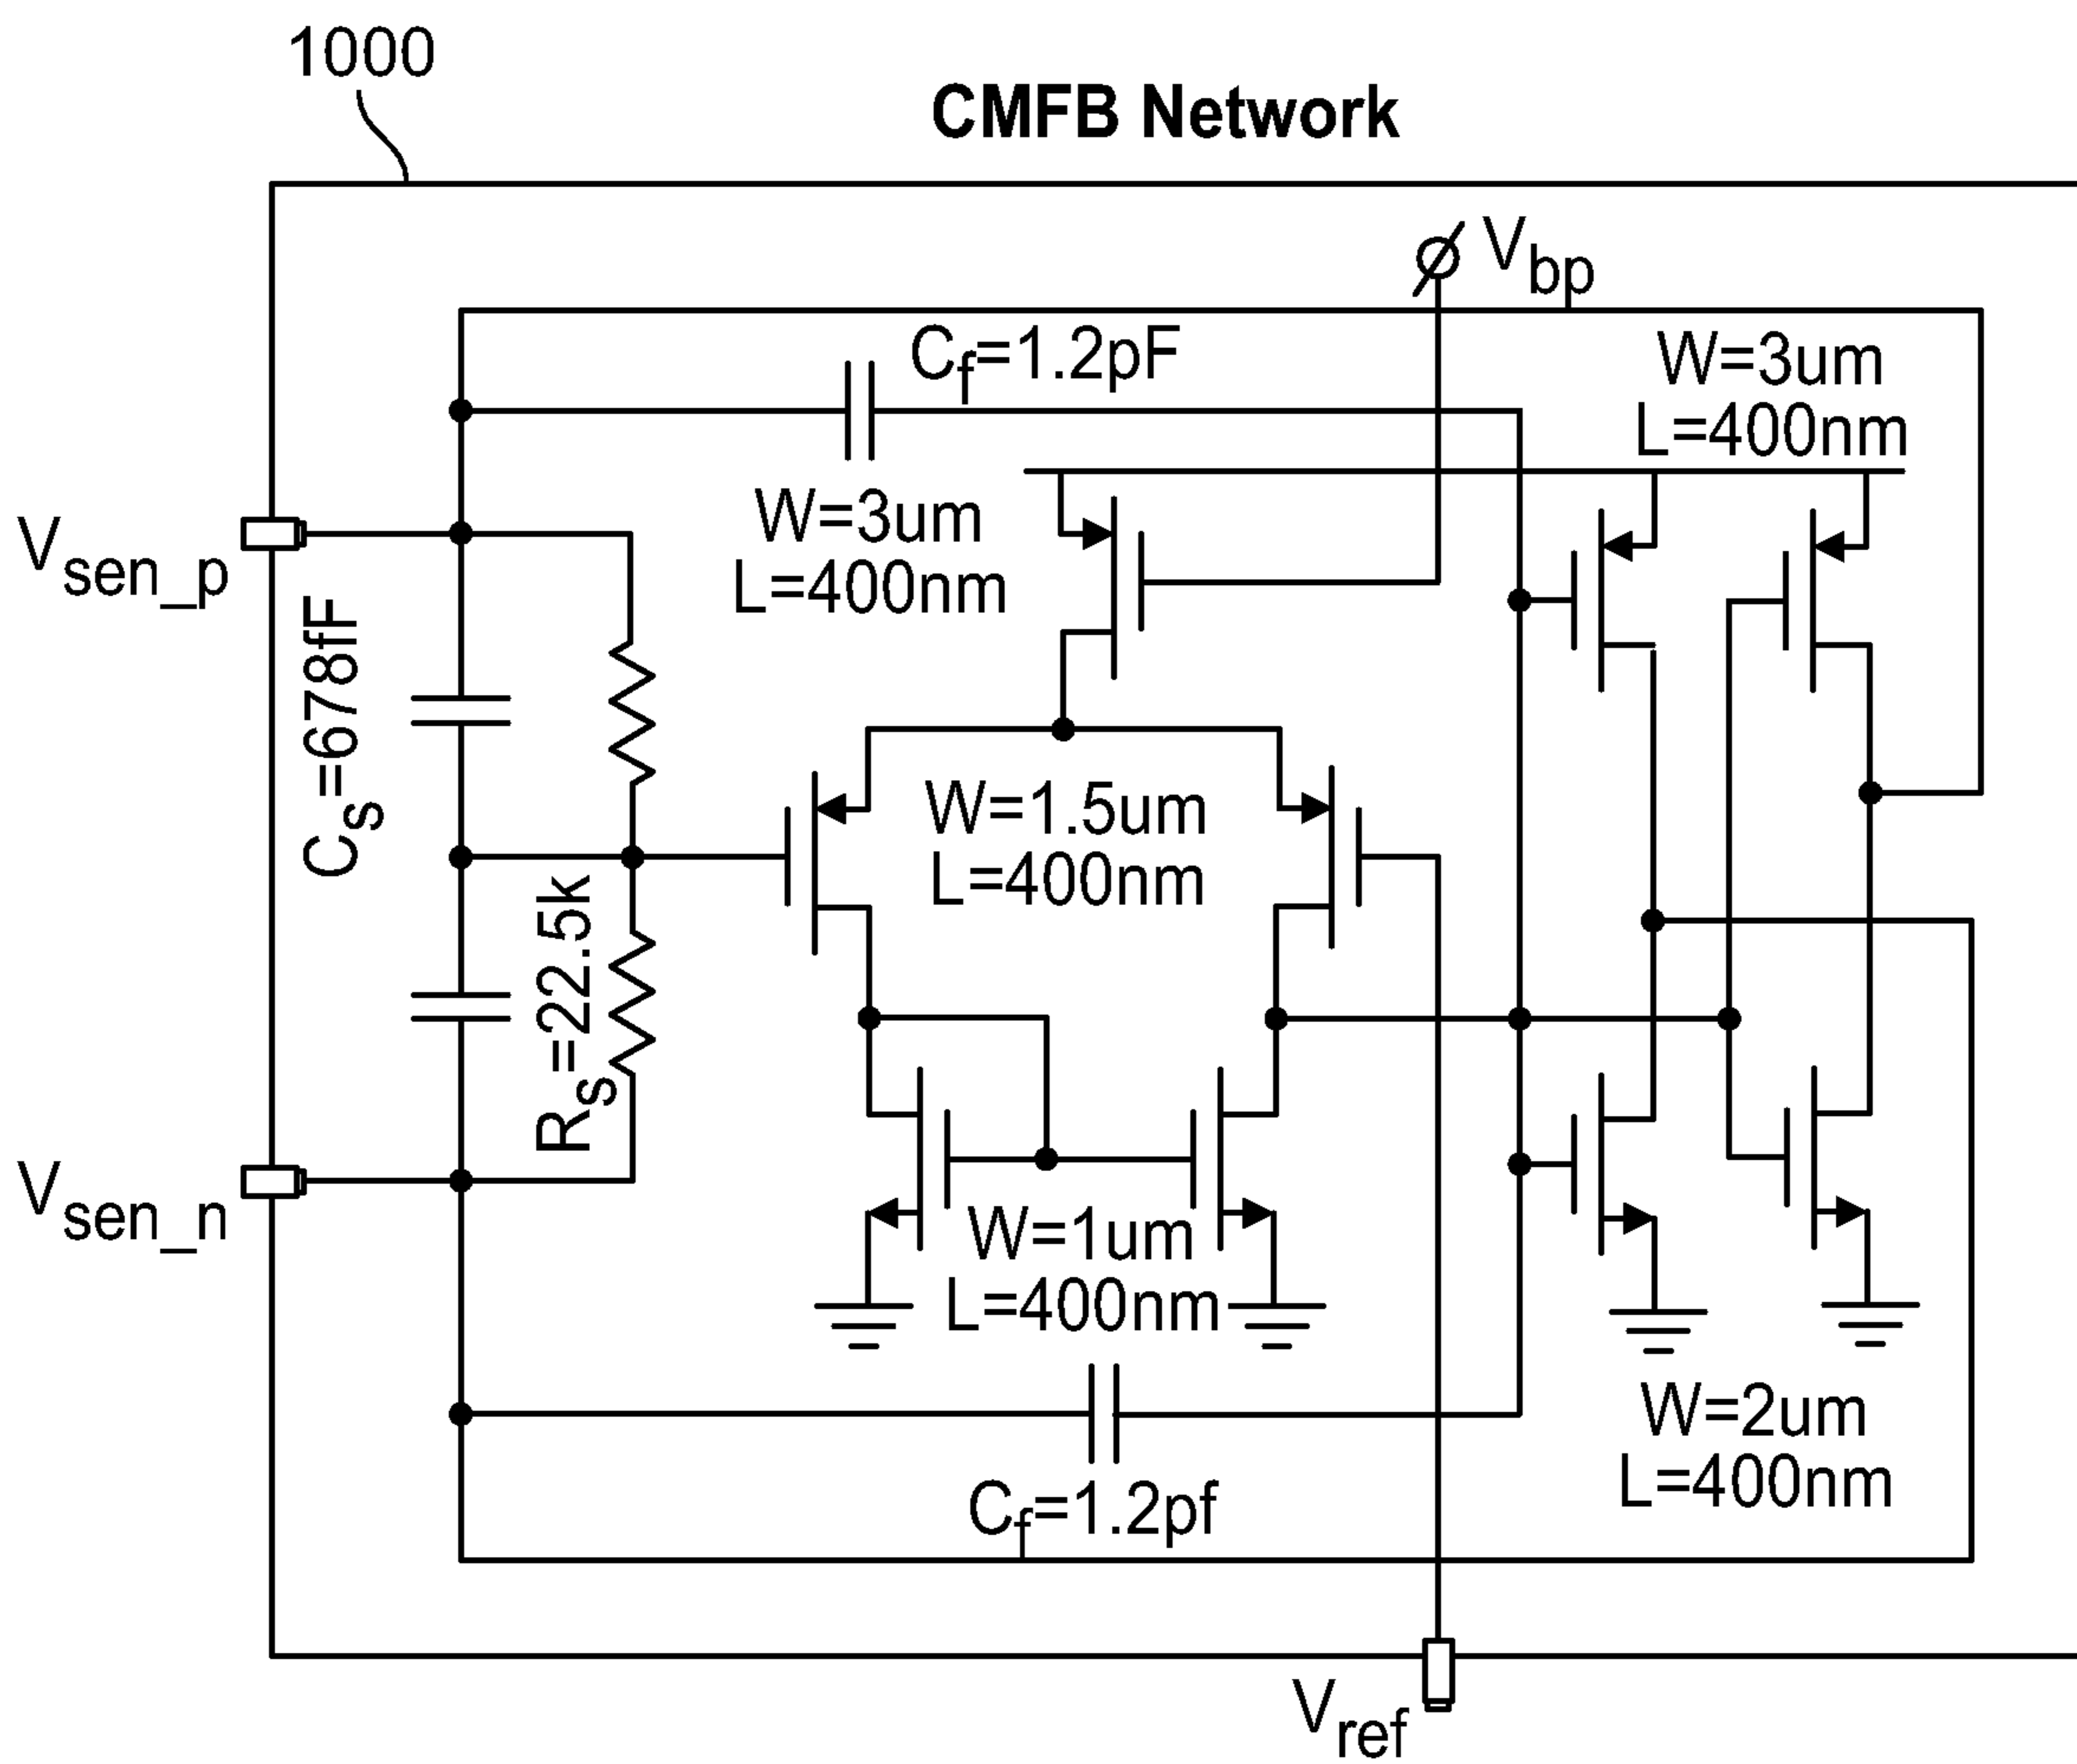 1000
CMFB Network
V_bp
C_f=1.2pF
W=3um
L=400nm
W=3um
L=400nm
V_sen_p
C_s=678fF
W=1.5um
L=400nm
R_s=22.5k
V_sen_n
W=1um
L=400nm
W=2um
L=400nm
C_f=1.2pf
V_ref